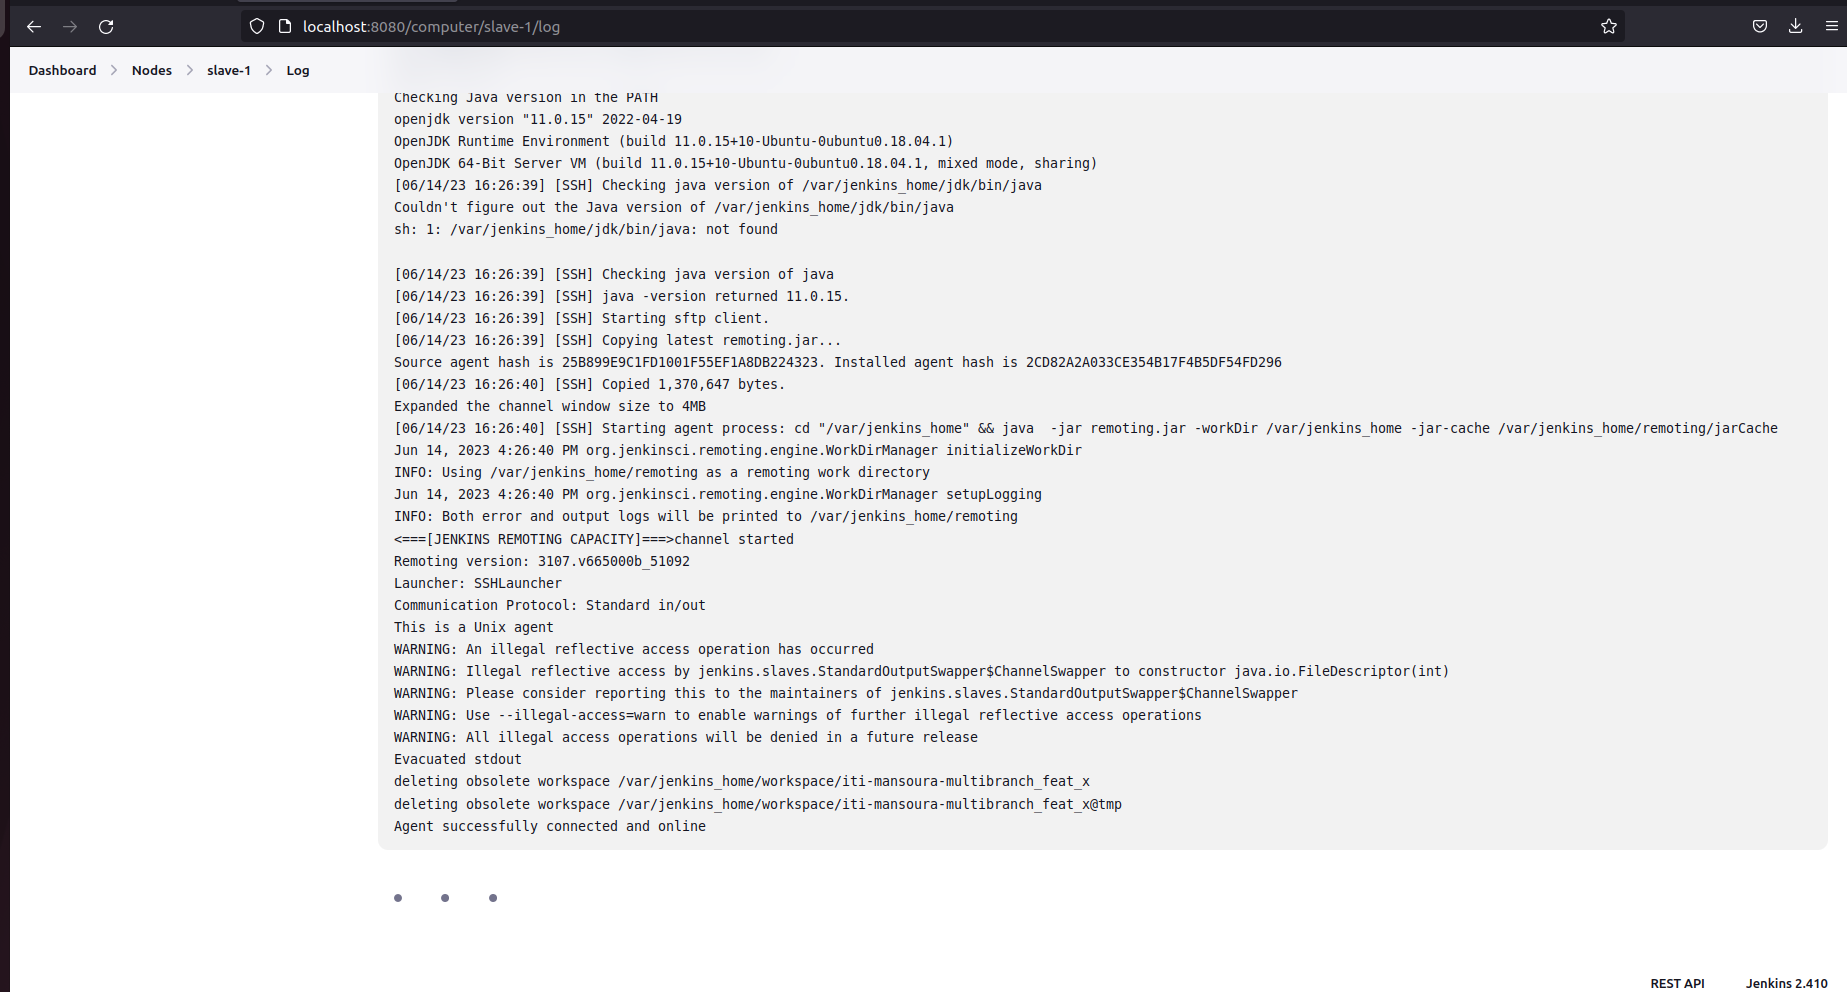 localhost:8080/computer/slave-1/log
Dashboard > Nodes > slave-1 > Log
Checking Java version in the PATH
openjdk version "11.0.15" 2022-04-19
OpenJDK Runtime Environment (build 11.0.15+10-Ubuntu-0ubuntu0.18.04.1)
OpenJDK 64-Bit Server VM (build 11.0.15+10-Ubuntu-0ubuntu0.18.04.1, mixed mode, sharing)
[06/14/23 16:26:39] [SSH] Checking java version of /var/jenkins_home/jdk/bin/java
Couldn't figure out the Java version of /var/jenkins_home/jdk/bin/java
sh: 1: /var/jenkins_home/jdk/bin/java: not found
[06/14/23 16:26:39] [SSH] Checking java version of java
[06/14/23 16:26:39] [SSH] java -version returned 11.0.15.
[06/14/23 16:26:39] [SSH] Starting sftp client.
[06/14/23 16:26:39] [SSH] Copying latest remoting.jar...
Source agent hash is 25B899E9C1FD1001F55EF1A8DB224323. Installed agent hash is 2CD82A2A033CE354B17F4B5DF54FD296
[06/14/23 16:26:40] [SSH] Copied 1,370,647 bytes.
Expanded the channel window size to 4MB
[06/14/23 16:26:40] [SSH] Starting agent process: cd "/var/jenkins_home" && java  -jar remoting.jar -workDir /var/jenkins_home -jar-cache /var/jenkins_home/remoting/jarCache
Jun 14, 2023 4:26:40 PM org.jenkinsci.remoting.engine.WorkDirManager initializeWorkDir
INFO: Using /var/jenkins_home/remoting as a remoting work directory
Jun 14, 2023 4:26:40 PM org.jenkinsci.remoting.engine.WorkDirManager setupLogging
INFO: Both error and output logs will be printed to /var/jenkins_home/remoting
<===[JENKINS REMOTING CAPACITY]===>channel started
Remoting version: 3107.v665000b_51092
Launcher: SSHLauncher
Communication Protocol: Standard in/out
This is a Unix agent
WARNING: An illegal reflective access operation has occurred
WARNING: Illegal reflective access by jenkins.slaves.StandardOutputSwapper$ChannelSwapper to constructor java.io.FileDescriptor(int)
WARNING: Please consider reporting this to the maintainers of jenkins.slaves.StandardOutputSwapper$ChannelSwapper
WARNING: Use --illegal-access=warn to enable warnings of further illegal reflective access operations
WARNING: All illegal access operations will be denied in a future release
Evacuated stdout
deleting obsolete workspace /var/jenkins_home/workspace/iti-mansoura-multibranch_feat_x
deleting obsolete workspace /var/jenkins_home/workspace/iti-mansoura-multibranch_feat_x@tmp
Agent successfully connected and online
REST API Jenkins 2.410